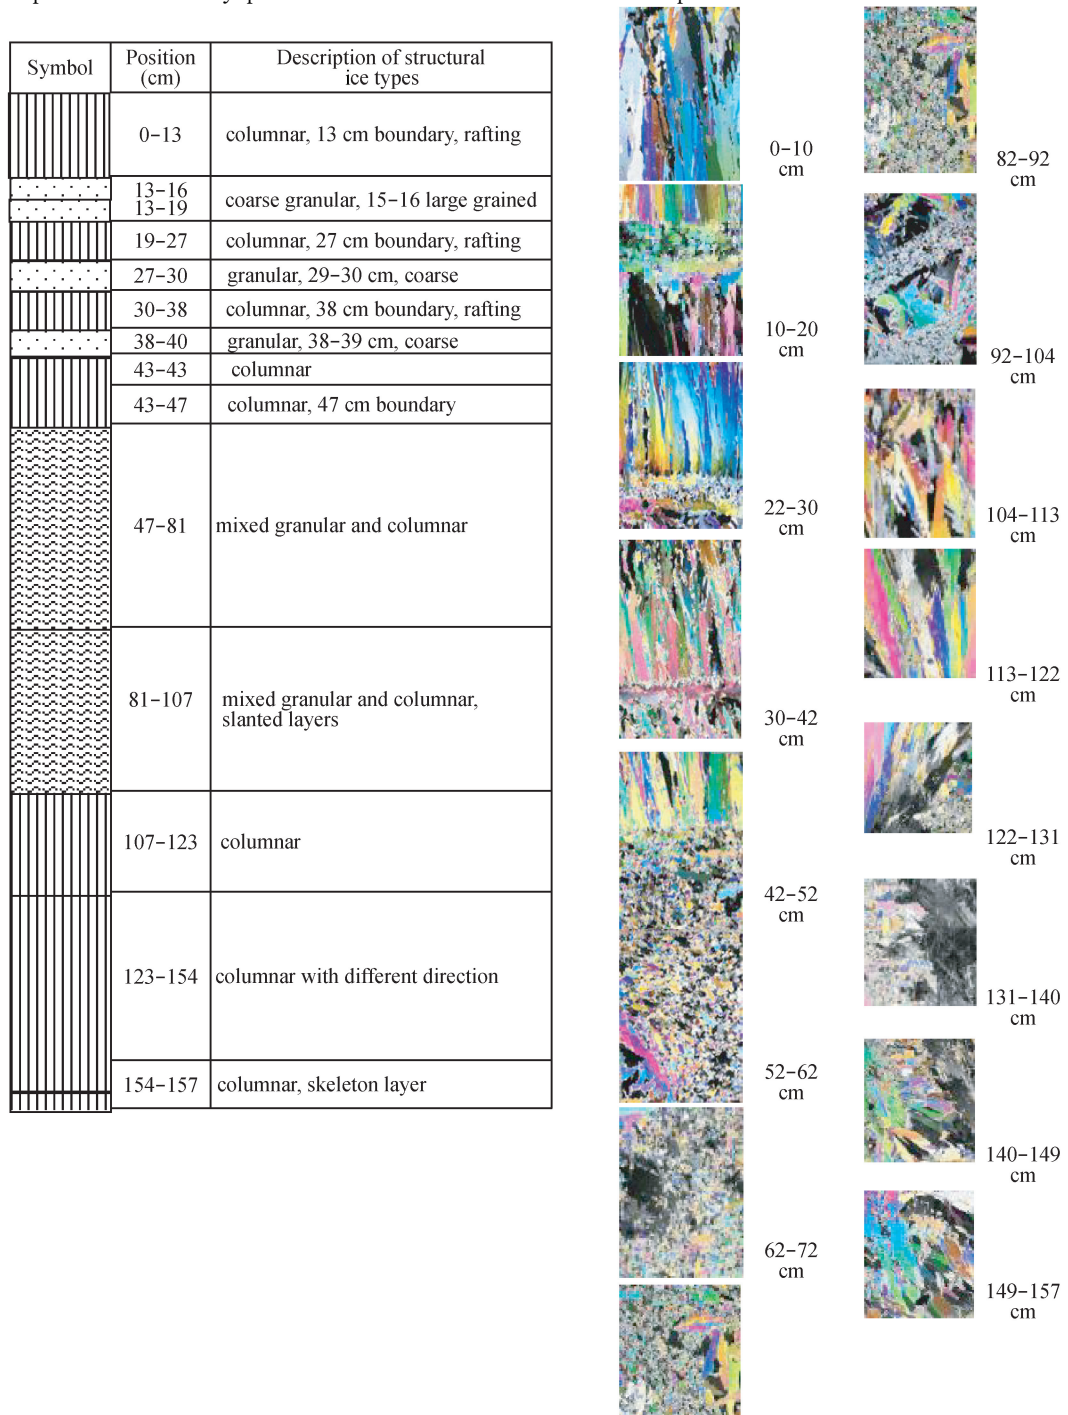 Symbol
Position
(cm)
Description of structural
ice types
0-13
columnar, 13 cm boundary, rafting
13-16
13-19
coarse granular, 15-16 large grained
19-27
columnar, 27 cm boundary, rafting
27-30
granular, 29-30 cm, coarse
30-38
columnar, 38 cm boundary, rafting
38-40
granular, 38-39 cm, coarse
43-43
columnar
43-47
columnar, 47 cm boundary
47-81
mixed granular and columnar
81-107
mixed granular and columnar,
slanted layers
107-123
columnar
123-154
columnar with different direction
154-157
columnar, skeleton layer
0-10
cm
10-20
cm
22-30
cm
30-42
cm
42-52
cm
52-62
cm
62-72
cm
82-92
cm
92-104
cm
104-113
cm
113-122
cm
122-131
cm
131-140
cm
140-149
cm
149-157
cm